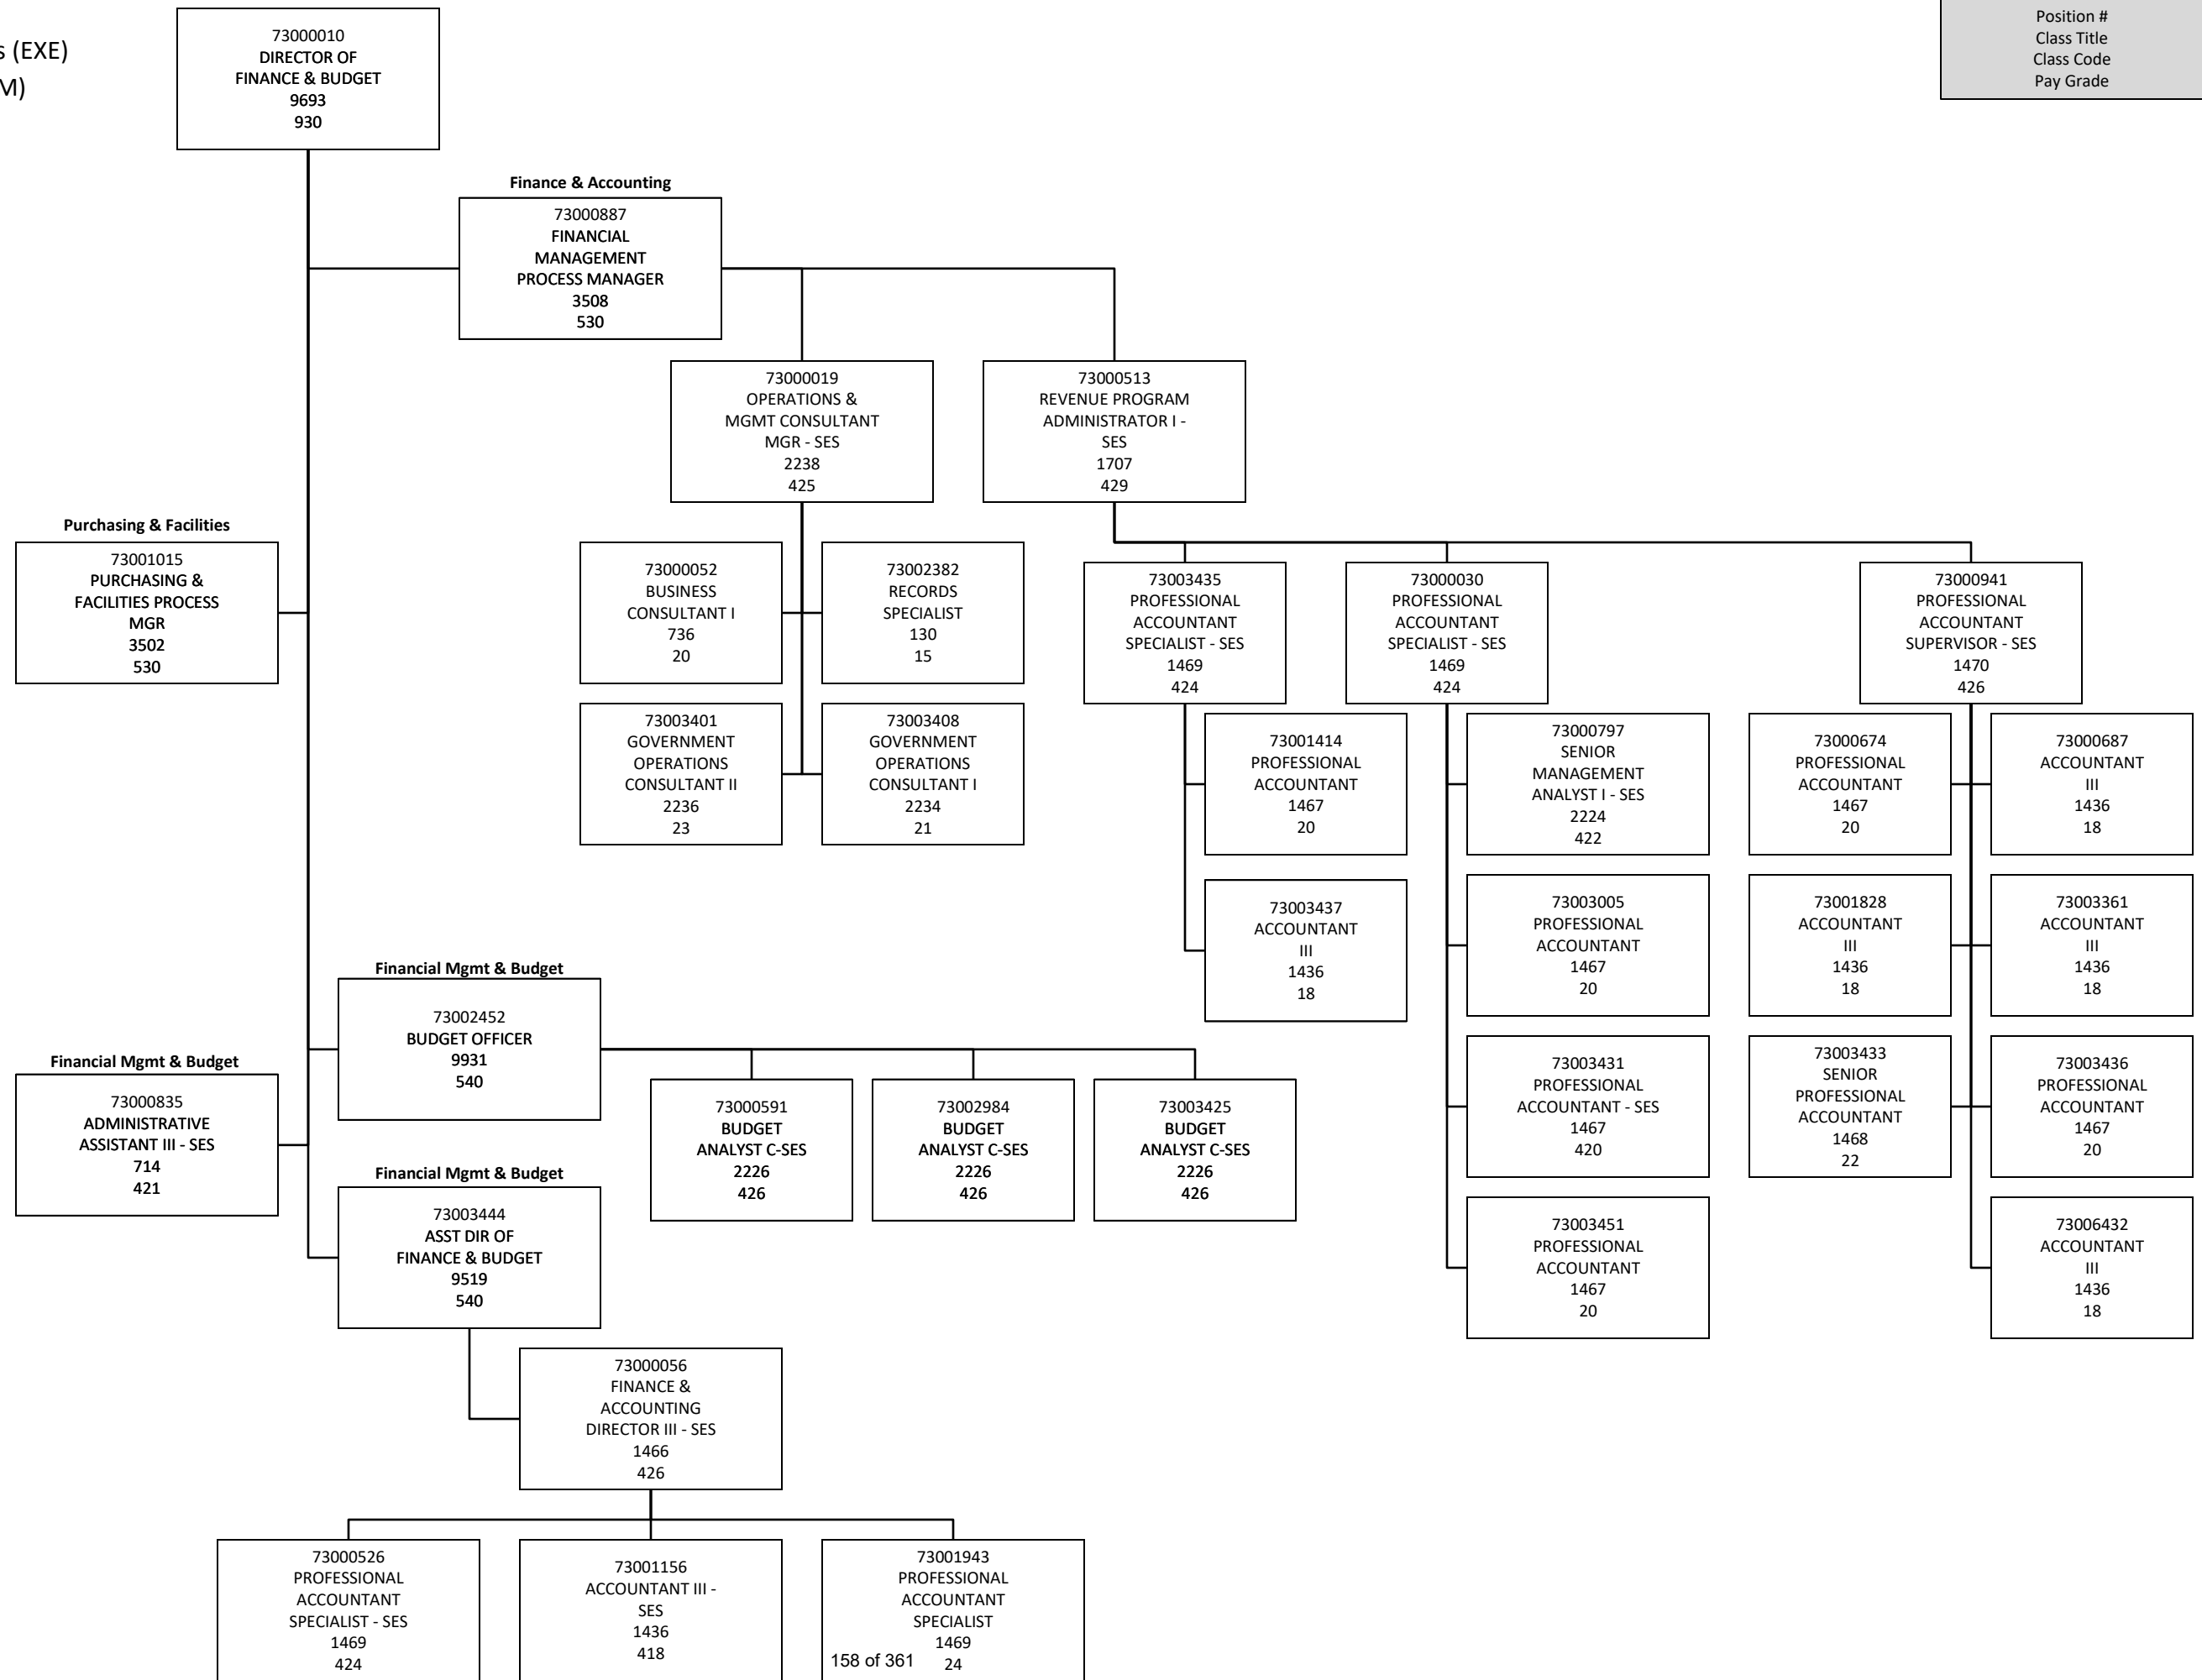 s (EXE)
M)
73000010
DIRECTOR OF
FINANCE & BUDGET
9693
930
Position #
Class Title
Class Code
Pay Grade
Finance & Accounting
73000887
FINANCIAL
MANAGEMENT
PROCESS MANAGER
3508
530
73000019
OPERATIONS &
MGMT CONSULTANT
MGR - SES
2238
425
73000513
REVENUE PROGRAM
ADMINISTRATOR I -
SES
1707
429
Purchasing & Facilities
73001015
PURCHASING &
FACILITIES PROCESS
MGR
3502
530
73000052
BUSINESS
CONSULTANT I
736
20
73002382
RECORDS
SPECIALIST
130
15
73003401
GOVERNMENT
OPERATIONS
CONSULTANT II
2236
23
73003408
GOVERNMENT
OPERATIONS
CONSULTANT I
2234
21
73003435
PROFESSIONAL
ACCOUNTANT
SPECIALIST - SES
1469
424
73000030
PROFESSIONAL
ACCOUNTANT
SPECIALIST - SES
1469
424
73000941
PROFESSIONAL
ACCOUNTANT
SUPERVISOR - SES
1470
426
73001414
PROFESSIONAL
ACCOUNTANT
1467
20
73003437
ACCOUNTANT
III
1436
18
73000797
SENIOR
MANAGEMENT
ANALYST I - SES
2224
422
73003005
PROFESSIONAL
ACCOUNTANT
1467
20
73003431
PROFESSIONAL
ACCOUNTANT - SES
1467
420
73003451
PROFESSIONAL
ACCOUNTANT
1467
20
73000674
PROFESSIONAL
ACCOUNTANT
1467
20
73000687
ACCOUNTANT
III
1436
18
73001828
ACCOUNTANT
III
1436
18
73003361
ACCOUNTANT
III
1436
18
73003433
SENIOR
PROFESSIONAL
ACCOUNTANT
1468
22
73003436
PROFESSIONAL
ACCOUNTANT
1467
20
73006432
ACCOUNTANT
III
1436
18
Financial Mgmt & Budget
73002452
BUDGET OFFICER
9931
540
Financial Mgmt & Budget
73000835
ADMINISTRATIVE
ASSISTANT III - SES
714
421
73000591
BUDGET
ANALYST C-SES
2226
426
73002984
BUDGET
ANALYST C-SES
2226
426
73003425
BUDGET
ANALYST C-SES
2226
426
Financial Mgmt & Budget
73003444
ASST DIR OF
FINANCE & BUDGET
9519
540
73000056
FINANCE &
ACCOUNTING
DIRECTOR III - SES
1466
426
73000526
PROFESSIONAL
ACCOUNTANT
SPECIALIST - SES
1469
424
73001156
ACCOUNTANT III -
SES
1436
418
73001943
PROFESSIONAL
ACCOUNTANT
SPECIALIST
1469
24
158 of 361